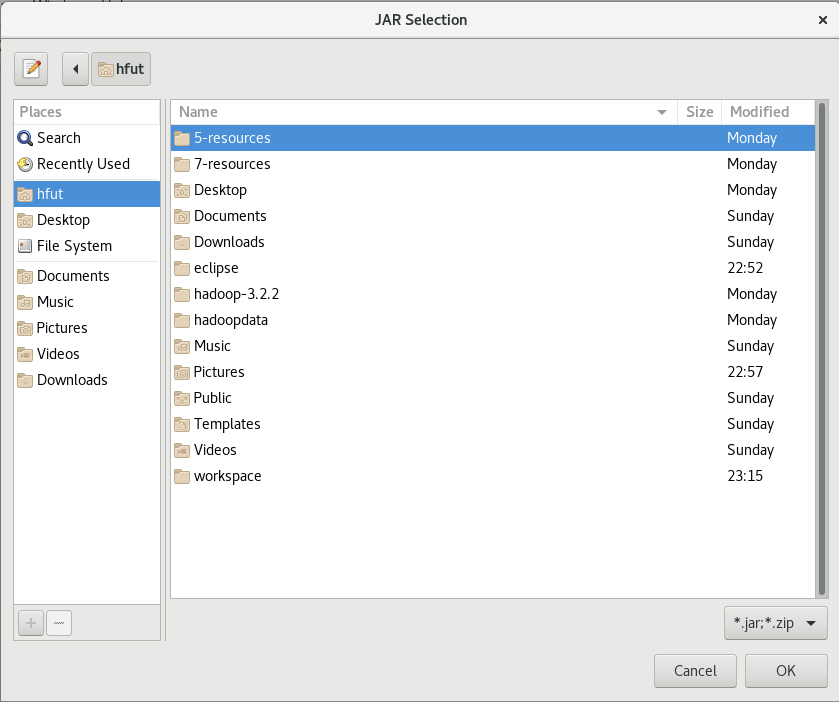 JAR Selection
hfut
Places
Search
Recently Used
hfut
Desktop
File System
Documents
Music
Pictures
Videos
Downloads
Name Size Modified
5-resources Monday
7-resources Monday
Desktop Monday
Documents Sunday
Downloads Sunday
eclipse 22:52
hadoop-3.2.2 Monday
hadoopdata Monday
Music Sunday
Pictures 22:57
Public Sunday
Templates Sunday
Videos Sunday
workspace 23:15
*.jar;*.zip
Cancel OK